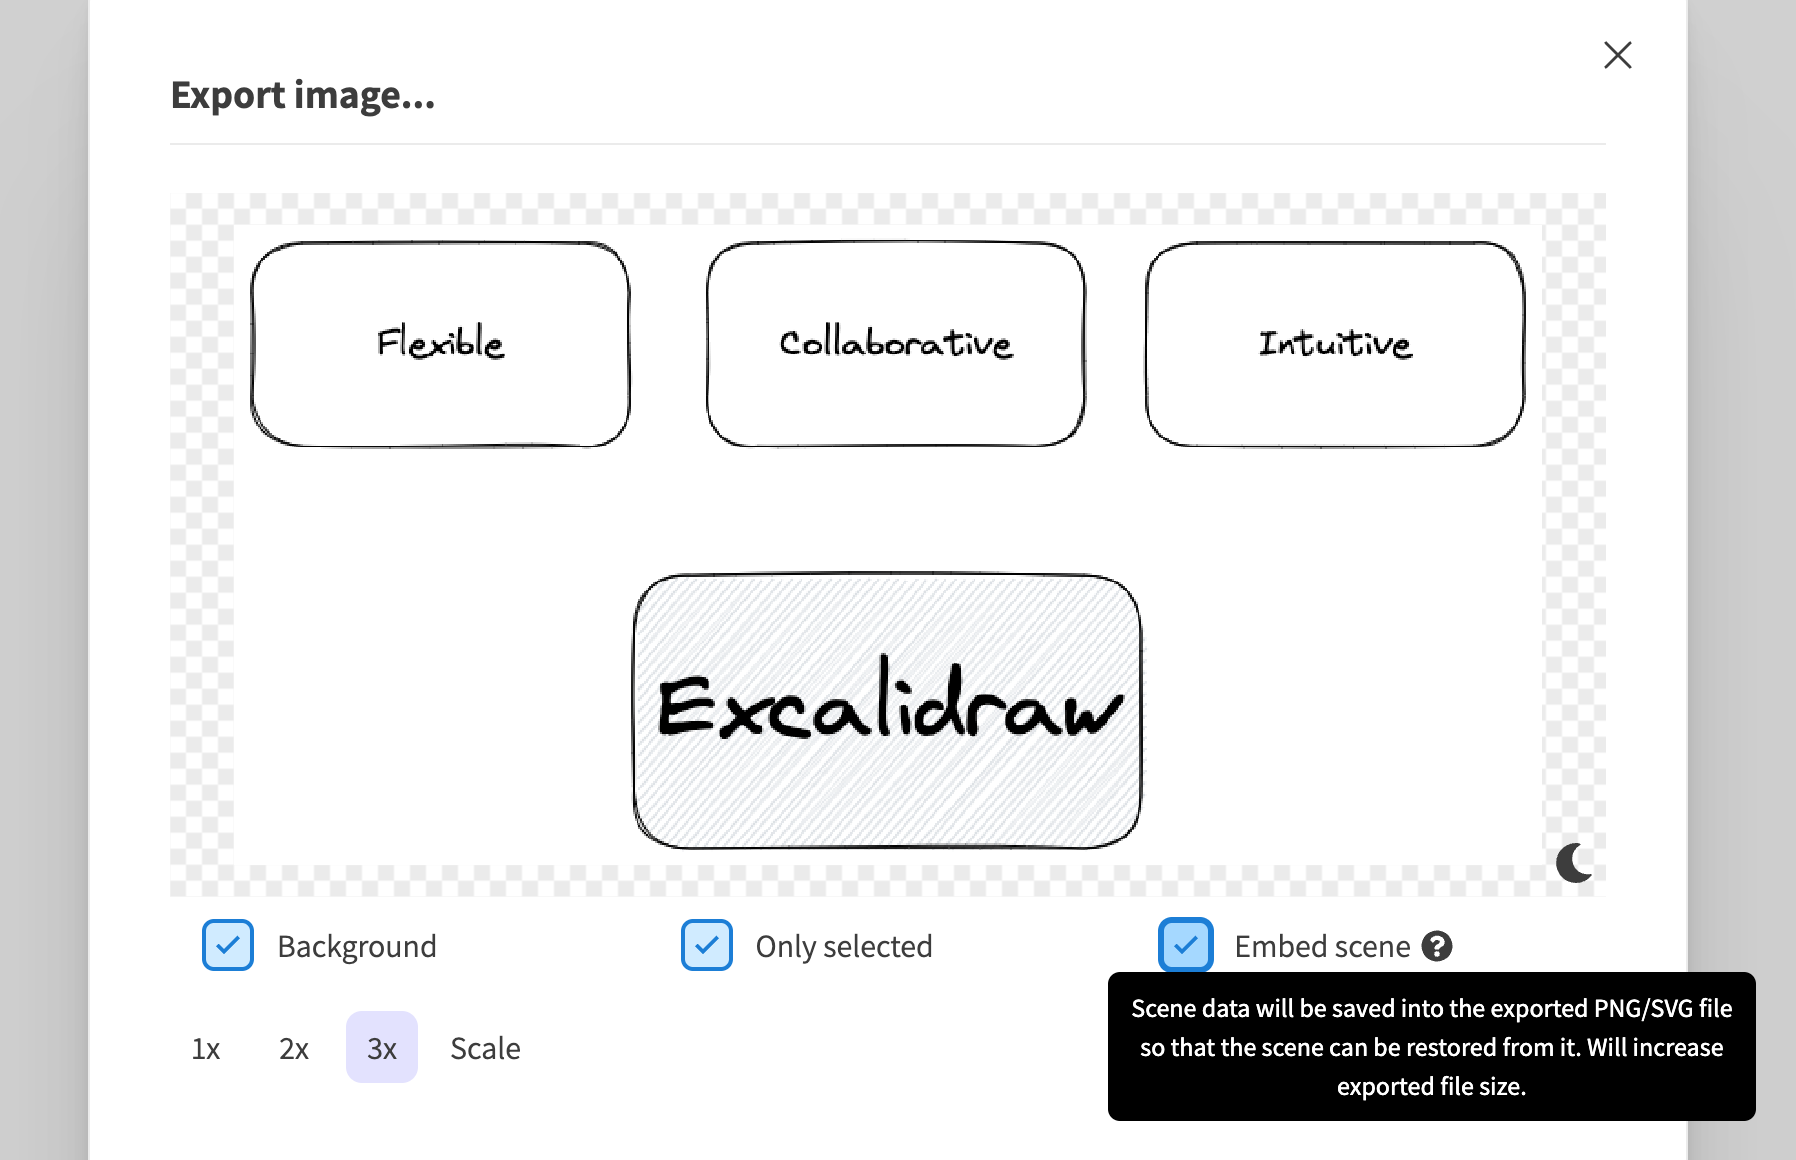 Export image...
Flexible
Collaborative
Intuitive
Excalidraw
Background
Only selected
Embed scene ?
1x
2x
3x
Scale
Scene data will be saved into the exported PNG/SVG file
so that the scene can be restored from it. Will increase
exported file size.